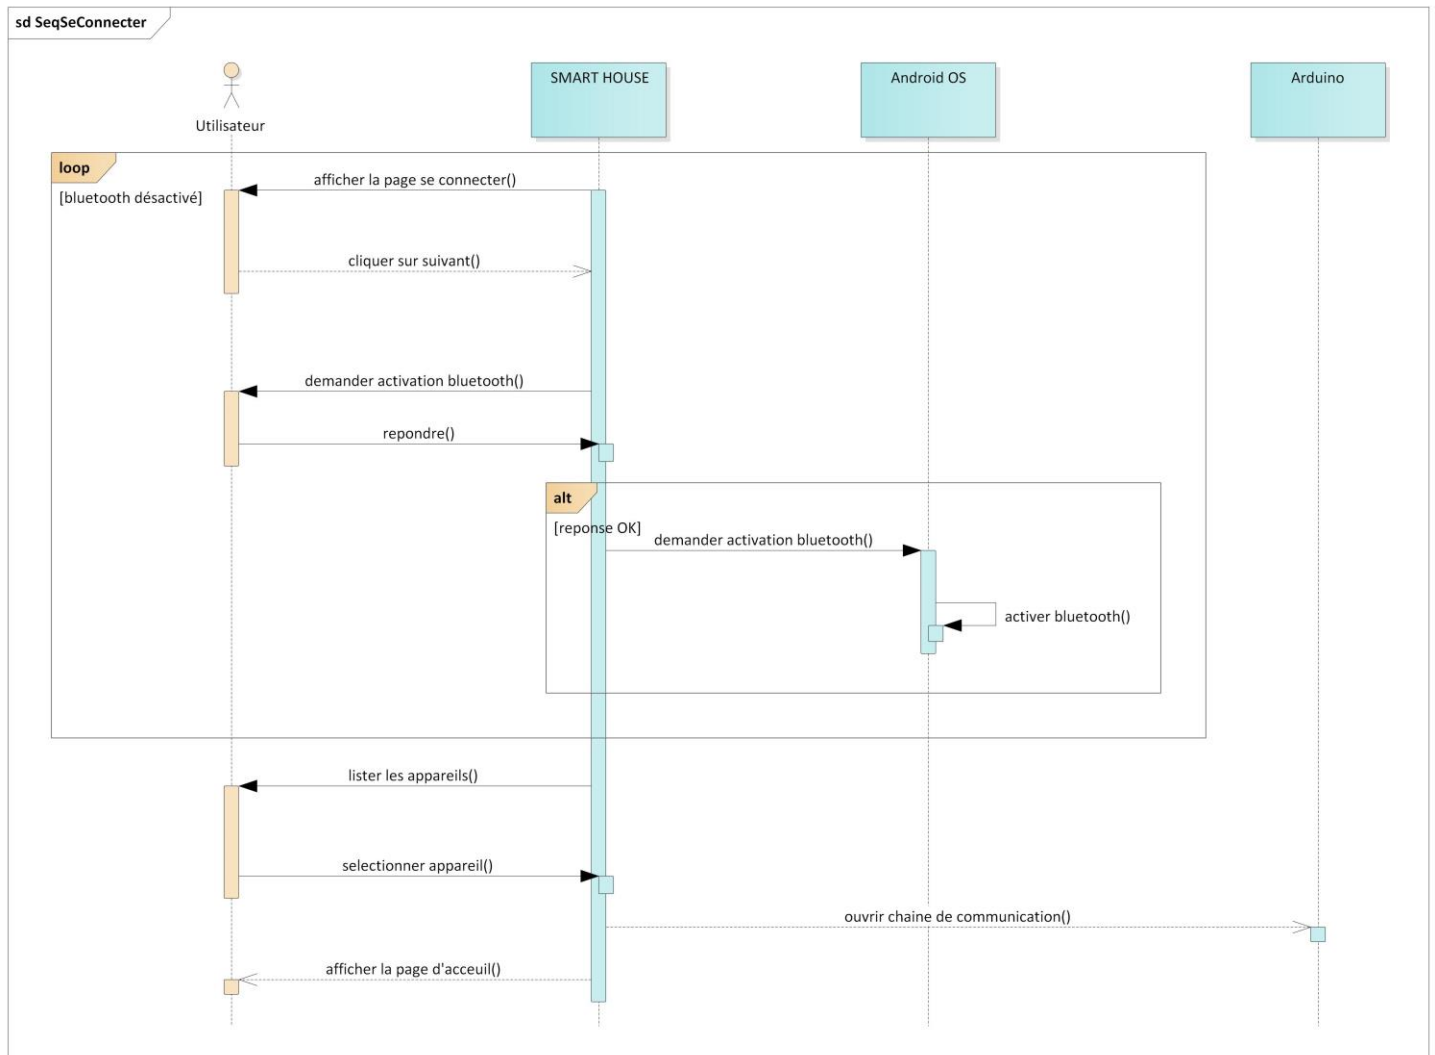 sd SeqSeConnecter
SMART HOUSE
Android OS
Arduino
Utilisateur
loop
[bluetooth désactivé]
afficher la page se connecter()
cliquer sur suivant()
demander activation bluetooth()
repondre()
alt
[reponse OK]
demander activation bluetooth()
activer bluetooth()
lister les appareils()
selectionner appareil()
ouvrir chaine de communication()
afficher la page d'acceuil()